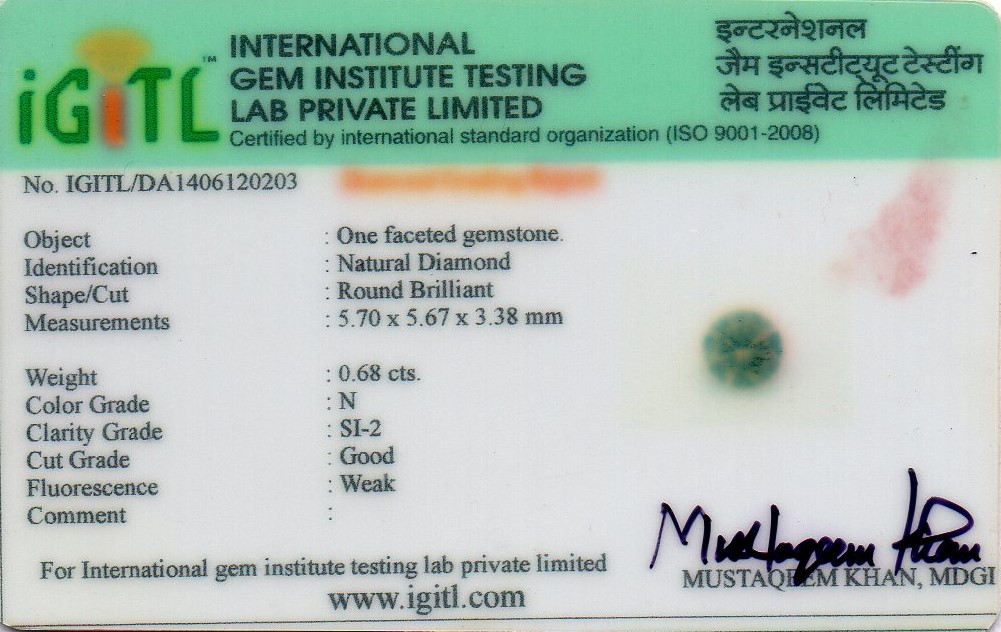 iGiTL™
INTERNATIONAL
GEM INSTITUTE TESTING
LAB PRIVATE LIMITED
Certified by international standard organization (ISO 9001-2008)
इन्टरनेशनल
जैम इन्सटीट्यूट टेस्टींग
लेब प्राईवेट लिमिटेड
No. IGITL/DA1406120203
Object : One faceted gemstone.
Identification : Natural Diamond
Shape/Cut : Round Brilliant
Measurements : 5.70 x 5.67 x 3.38 mm
Weight : 0.68 cts.
Color Grade : N
Clarity Grade : SI-2
Cut Grade : Good
Fluorescence : Weak
Comment :
Mustaqeem Khan
MUSTAQEEM KHAN, MDGI
For International gem institute testing lab private limited
www.igitl.com